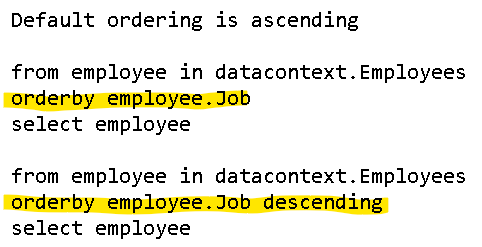 Default ordering is ascending
from employee in datacontext.Employees
orderby employee.Job
select employee
from employee in datacontext.Employees
orderby employee.Job descending
select employee